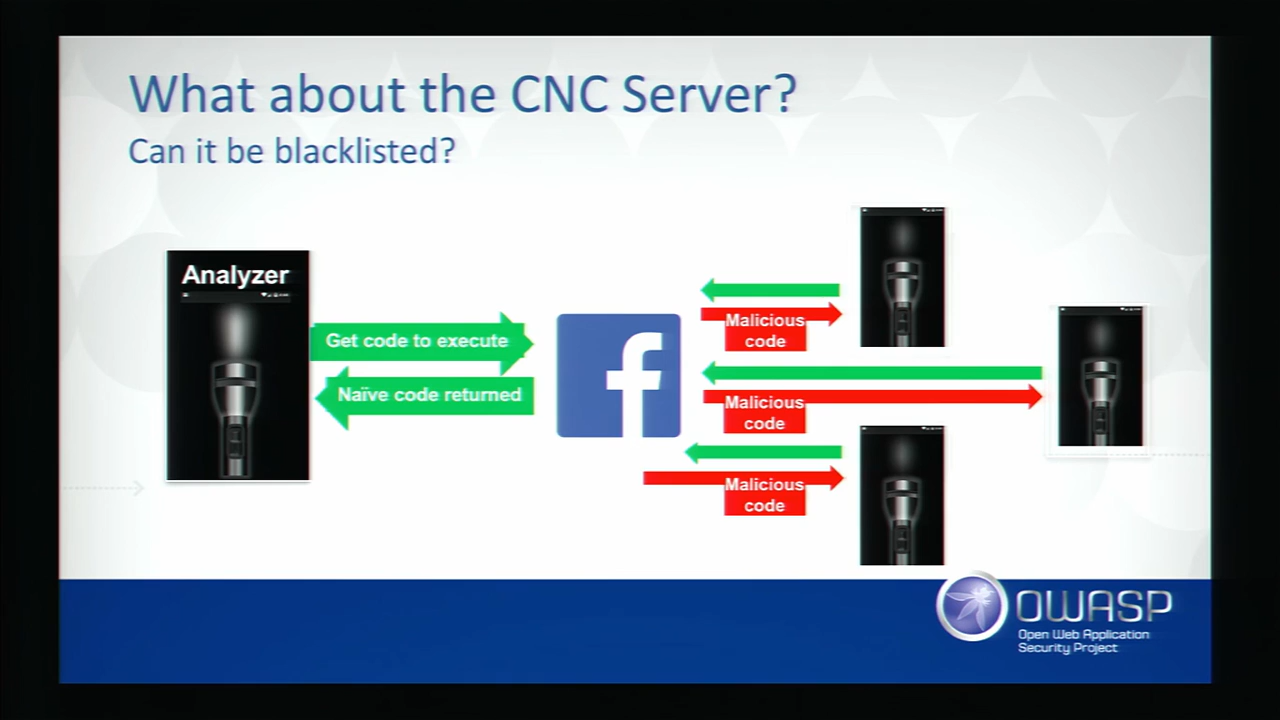 What about the CNC Server?
Can it be blacklisted?
Analyzer
Get code to execute
Naïve code returned
Malicious
code
Malicious
code
Malicious
code
OWASP
Open Web Application
Security Project